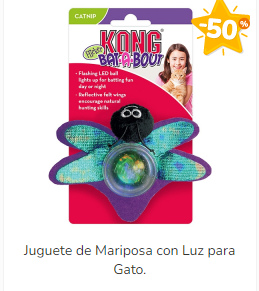 CATNIP
-50%
KONG
BAT-A-BOUT
• Flashing LED ball
lights up for batting fun
day or night
• Reflective felt wings
encourage natural
hunting skills
Juguete de Mariposa con Luz para
Gato.